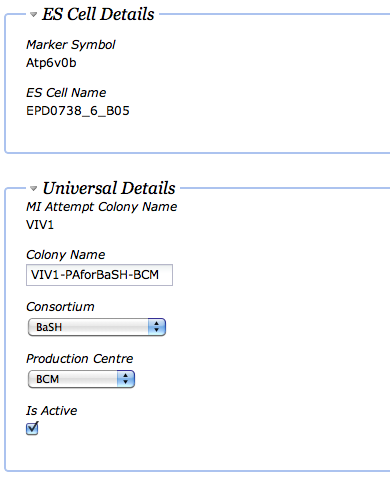 ES Cell Details
Marker Symbol
Atp6v0b
ES Cell Name
EPD0738_6_B05
Universal Details
MI Attempt Colony Name
VIV1
Colony Name
VIV1-PAforBaSH-BCM
Consortium
BaSH
Production Centre
BCM
Is Active